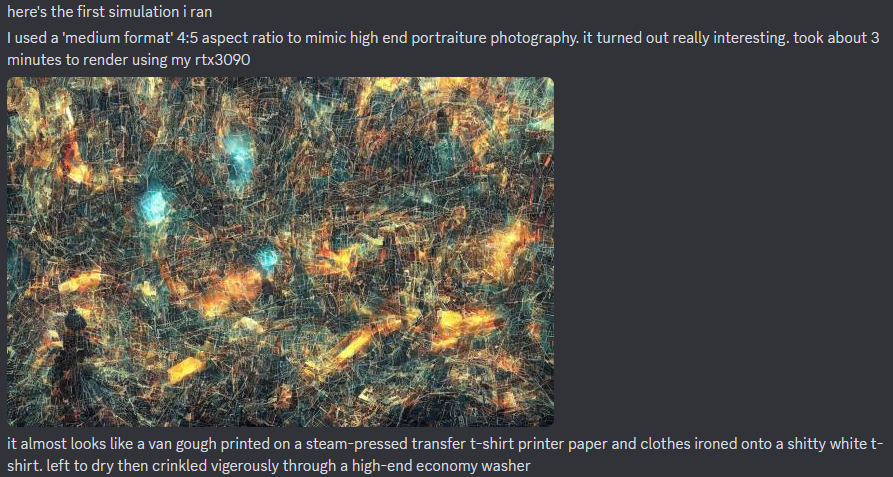 here's the first simulation i ran
I used a 'medium format' 4:5 aspect ratio to mimic high end portraiture photography. it turned out really interesting. took about 3
minutes to render using my rtx3090
it almost looks like a van gough printed on a steam-pressed transfer t-shirt printer paper and clothes ironed onto a shitty white t-
shirt. left to dry then crinkled vigerously through a high-end economy washer